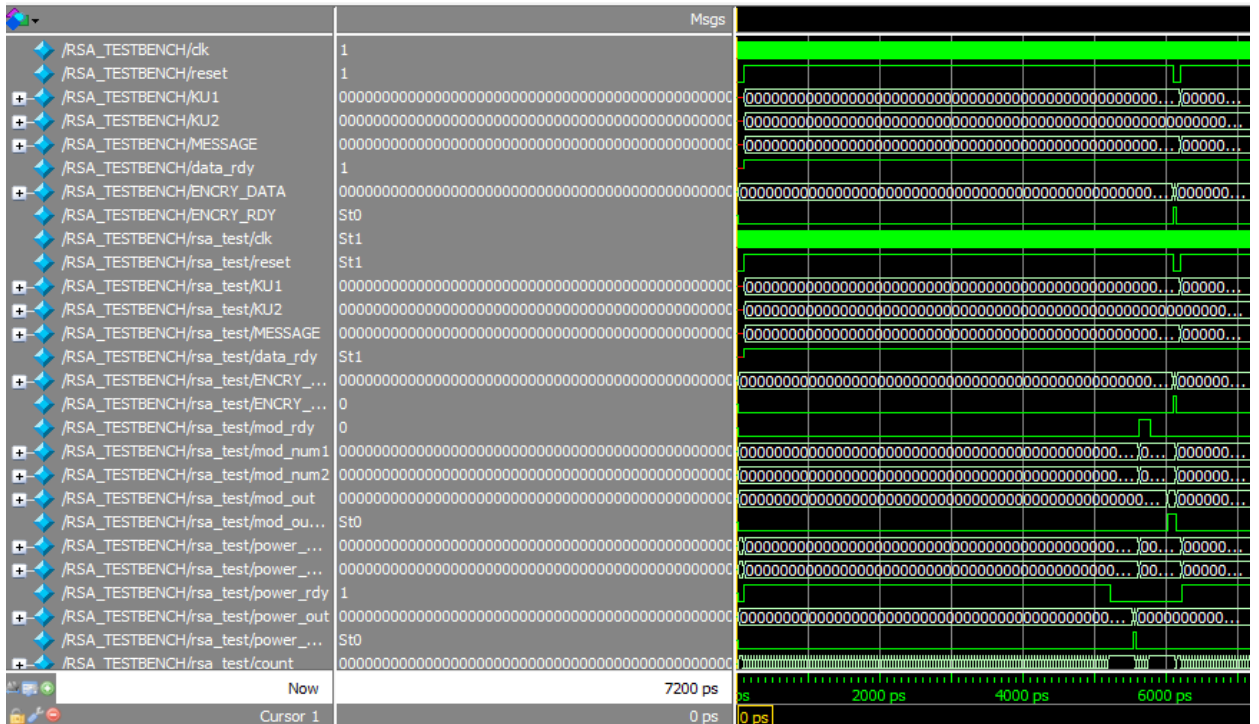 Msgs
/RSA_TESTBENCH/clk 1
/RSA_TESTBENCH/reset 1
/RSA_TESTBENCH/KU1
/RSA_TESTBENCH/KU2
/RSA_TESTBENCH/MESSAGE
/RSA_TESTBENCH/data_rdy 1
/RSA_TESTBENCH/ENCRY_DATA
/RSA_TESTBENCH/ENCRY_RDY St0
/RSA_TESTBENCH/rsa_test/clk St1
/RSA_TESTBENCH/rsa_test/reset St1
/RSA_TESTBENCH/rsa_test/KU1
/RSA_TESTBENCH/rsa_test/KU2
/RSA_TESTBENCH/rsa_test/MESSAGE
/RSA_TESTBENCH/rsa_test/data_rdy St1
/RSA_TESTBENCH/rsa_test/ENCRY_...
/RSA_TESTBENCH/rsa_test/ENCRY_... 0
/RSA_TESTBENCH/rsa_test/mod_rdy 0
/RSA_TESTBENCH/rsa_test/mod_num1
/RSA_TESTBENCH/rsa_test/mod_num2
/RSA_TESTBENCH/rsa_test/mod_out
/RSA_TESTBENCH/rsa_test/mod_ou... St0
/RSA_TESTBENCH/rsa_test/power_...
/RSA_TESTBENCH/rsa_test/power_...
/RSA_TESTBENCH/rsa_test/power_rdy 1
/RSA_TESTBENCH/rsa_test/power_out
/RSA_TESTBENCH/rsa_test/power_... St0
/RSA_TESTBENCH/rsa_test/count
Now 7200 ps ps 2000 ps 4000 ps 6000 ps
Cursor 1 0 ps 0 ps